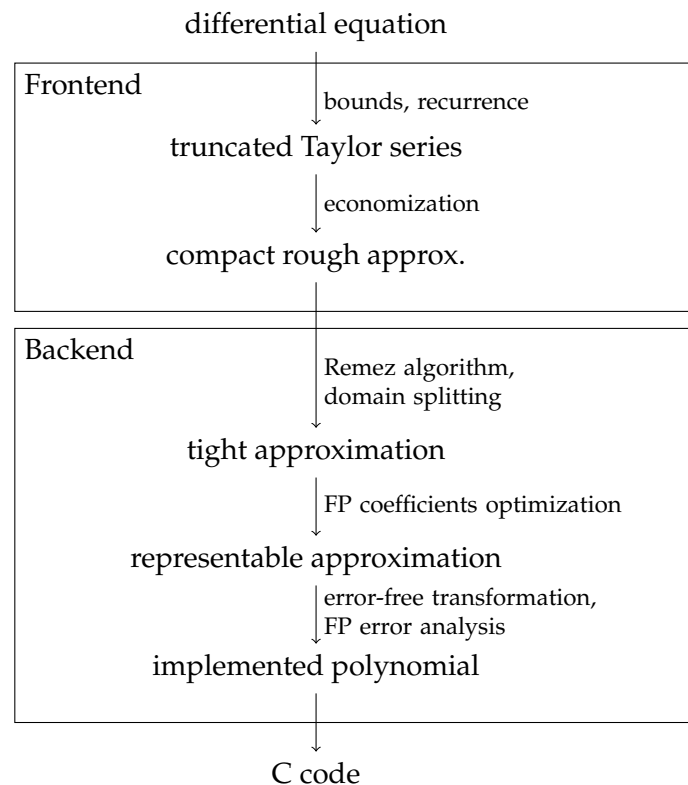 differential equation
Frontend
bounds, recurrence
truncated Taylor series
economization
compact rough approx.
Backend
Remez algorithm,
domain splitting
tight approximation
FP coefficients optimization
representable approximation
error-free transformation,
FP error analysis
implemented polynomial
C code